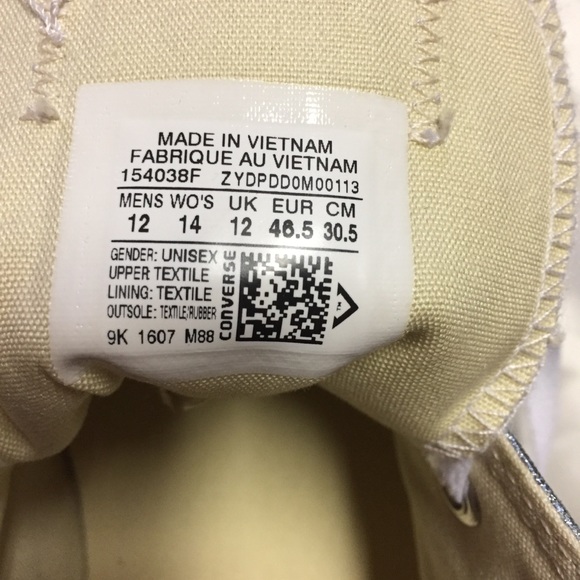 MADE IN VIETNAM
FABRIQUE AU VIETNAM
154038F ZYDPDD0M00113
MENS WO'S UK EUR CM
12 14 12 46.5 30.5
GENDER: UNISEX
UPPER: TEXTILE
LINING: TEXTILE
OUTSOLE: TEXTILE/RUBBER
9K 1607 M88
CONVERSE